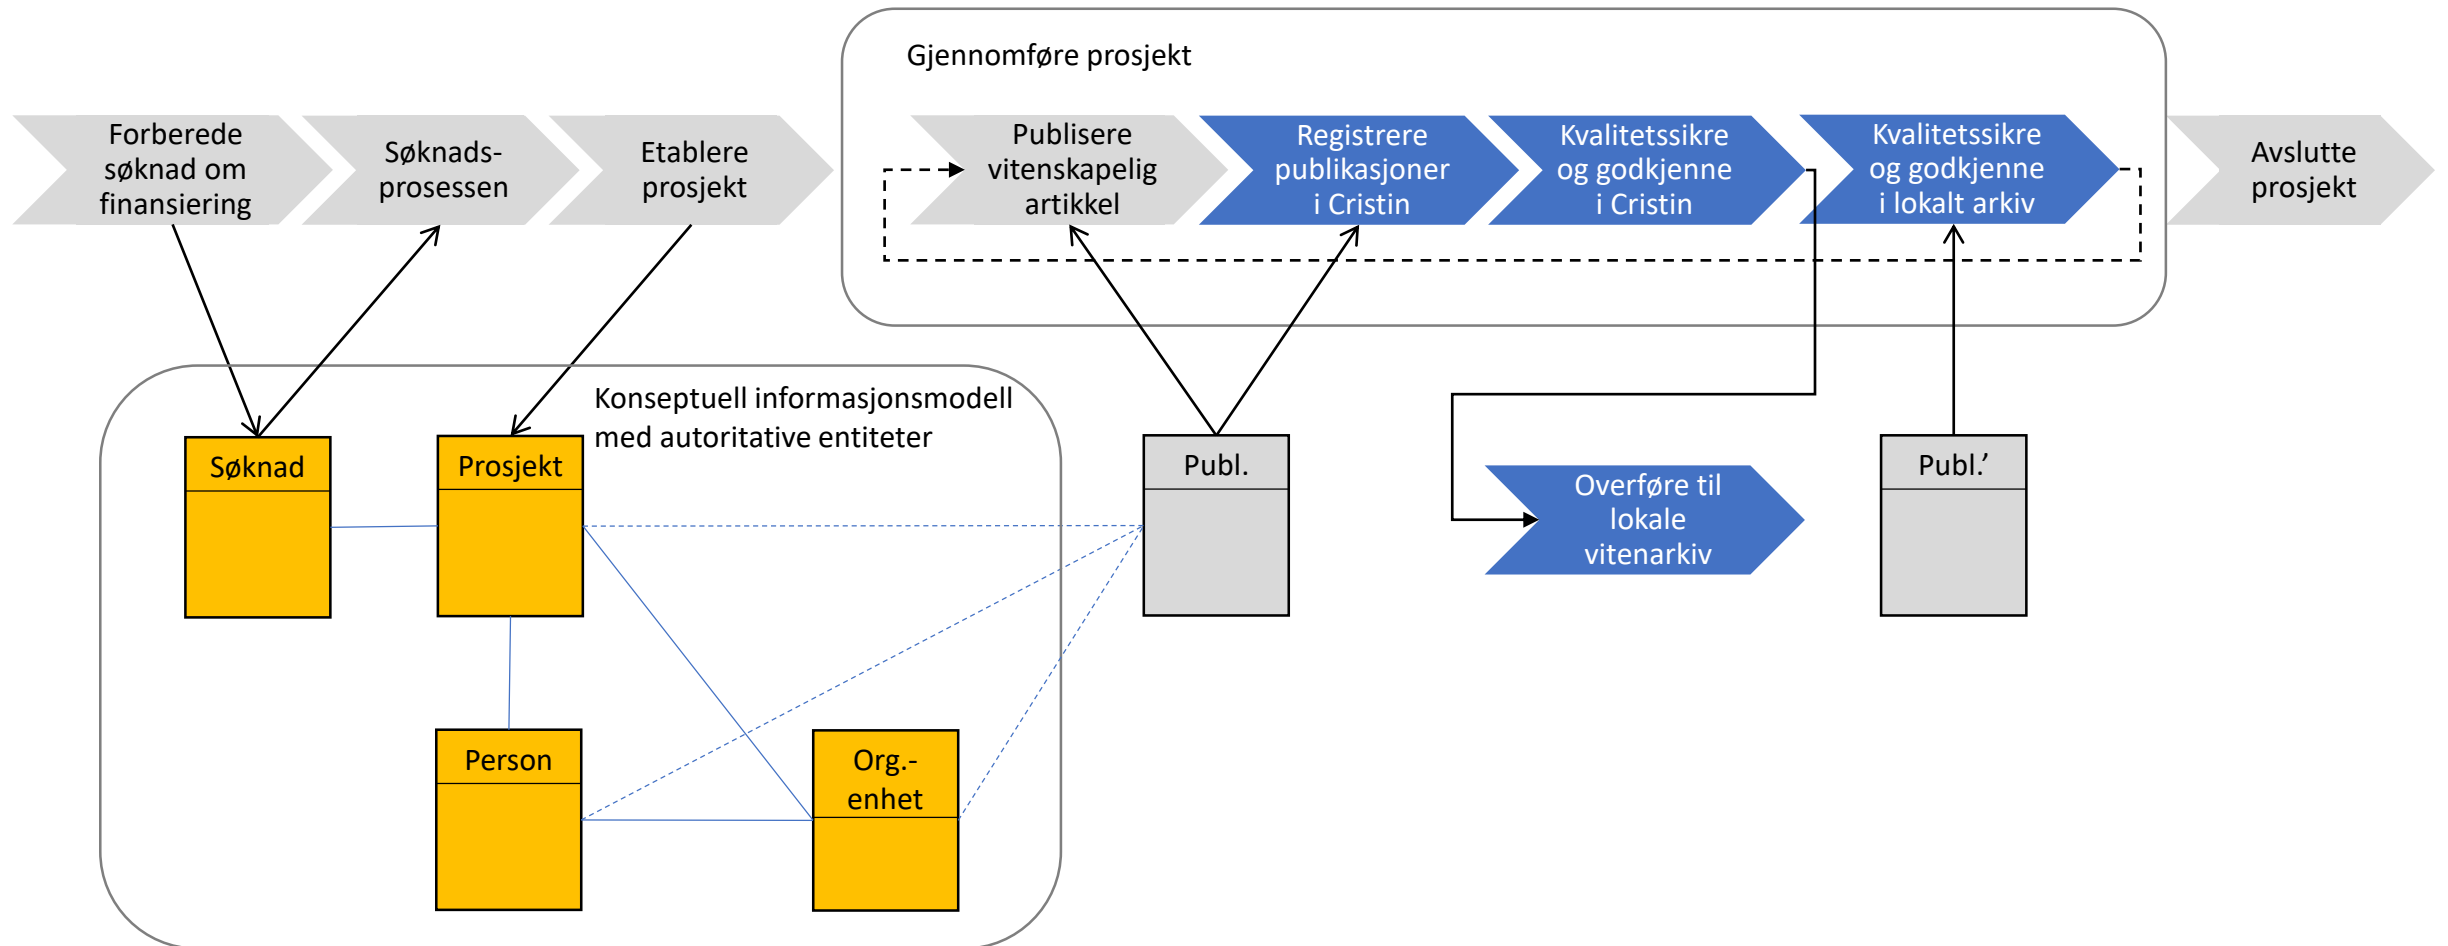 Gjennomføre prosjekt
Forberede
søknad om
finansiering
Søknads-
prosessen
Etablere
prosjekt
Publisere
vitenskapelig
artikkel
Registrere
publikasjoner
i Cristin
Kvalitetssikre
og godkjenne
i Cristin
Kvalitetssikre
og godkjenne
i lokalt arkiv
Avslutte
prosjekt
Konseptuell informasjonsmodell
med autoritative entiteter
Søknad
Prosjekt
Publ.
Overføre til
lokale
vitenarkiv
Publ.’
Person
Org.-
enhet